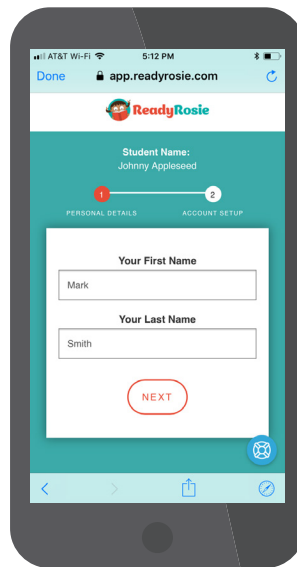 AT&T Wi-Fi 5:12 PM
Done app.readyrosie.com
ReadyRosie
Student Name:
Johnny Appleseed
1 2
PERSONAL DETAILS ACCOUNT SETUP
Your First Name
Mark
Your Last Name
Smith
NEXT